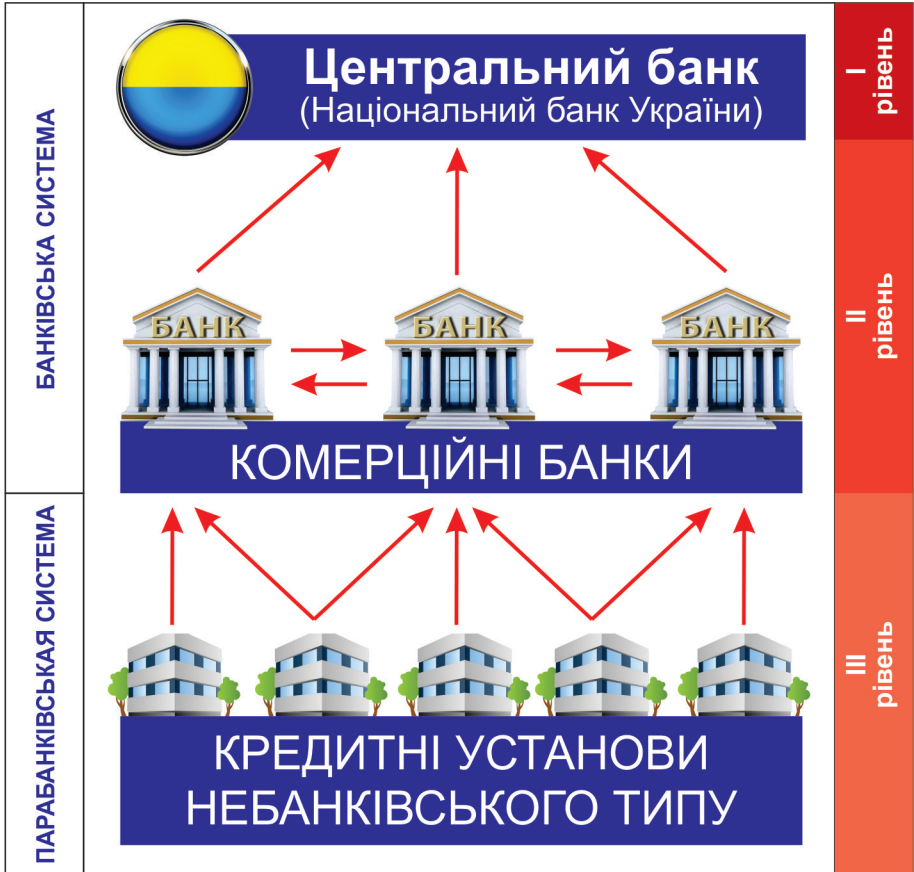 БАНКІВСЬКА СИСТЕМА
Центральний банк
(Національний банк України)
I
рівень
БАНК
БАНК
БАНК
КОМЕРЦІЙНІ БАНКИ
II
рівень
ПАРАБАНКІВСЬКАЯ СИСТЕМА
КРЕДИТНІ УСТАНОВИ
НЕБАНКІВСЬКОГО ТИПУ
III
рівень